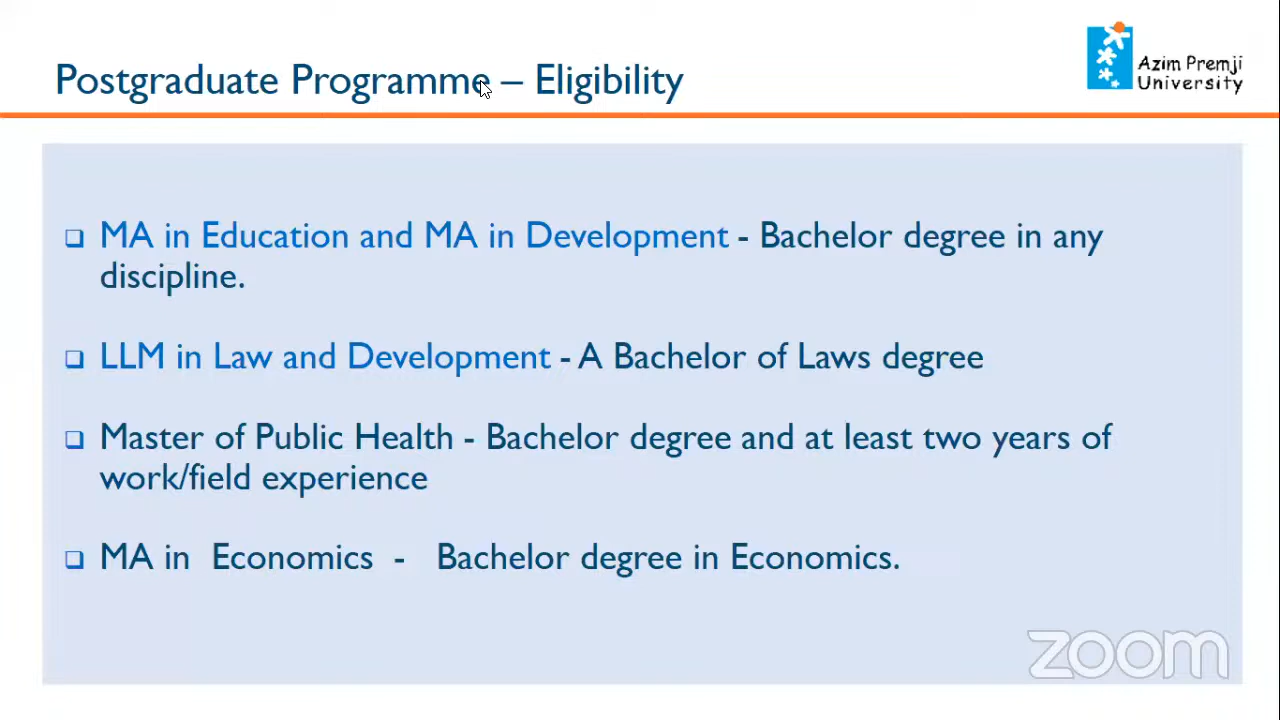 Postgraduate Programme – Eligibility
Azim Premji
University
MA in Education and MA in Development - Bachelor degree in any
discipline.
LLM in Law and Development - A Bachelor of Laws degree
Master of Public Health - Bachelor degree and at least two years of
work/field experience
MA in Economics - Bachelor degree in Economics.
zoom